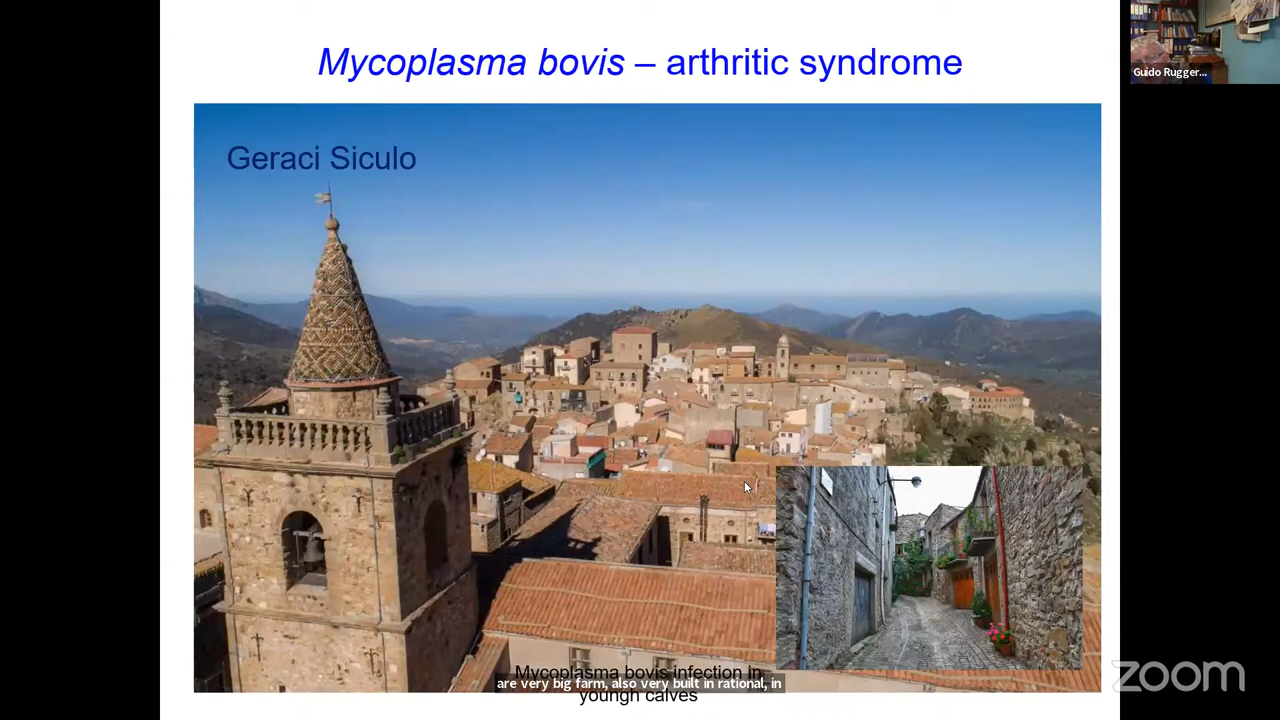 Mycoplasma bovis – arthritic syndrome
Guido Rugger...
Geraci Siculo
Mycoplasma bovis infection in
are very big farm, also very built in rational, in
youngh calves
zoom